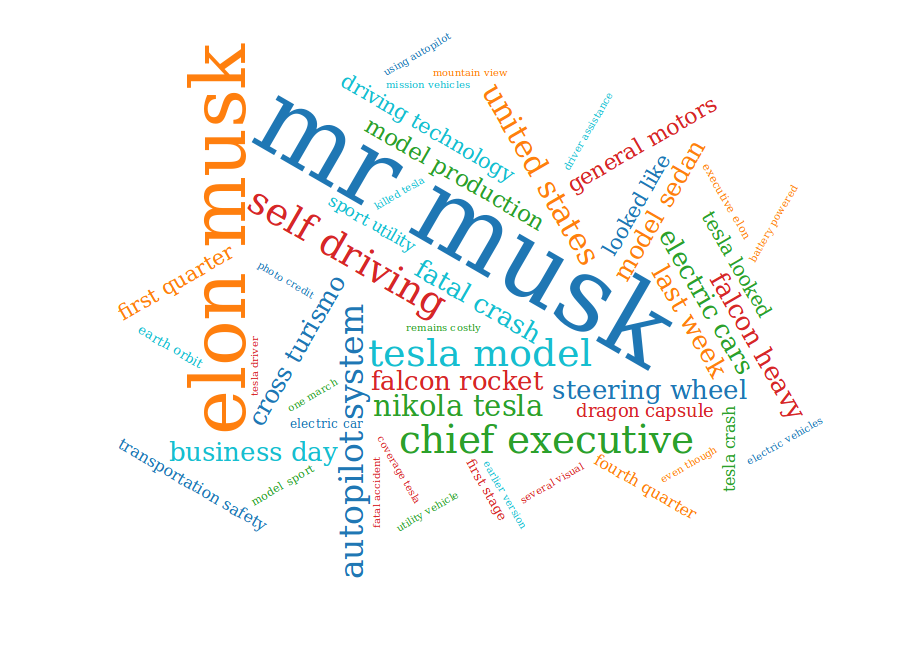 using autopilot
mountain view
mission vehicles
driving technology
united states
driver assistance
general motors
elon musk
mr musk
model production
looked like
model sedan
executive elon
battery powered
killed tesla
self driving
sport utility
tesla looked
electric cars
first quarter
photo credit
fatal crash
last week
falcon heavy
cross turismo
earth orbit
tesla driver
remains costly
tesla model
autopilot system
falcon rocket
steering wheel
one march
nikola tesla
dragon capsule
electric car
chief executive
tesla crash
electric vehicles
business day
transportation safety
model sport
fatal accident
coverage tesla
utility vehicle
first stage
earlier version
several visual
fourth quarter
even though